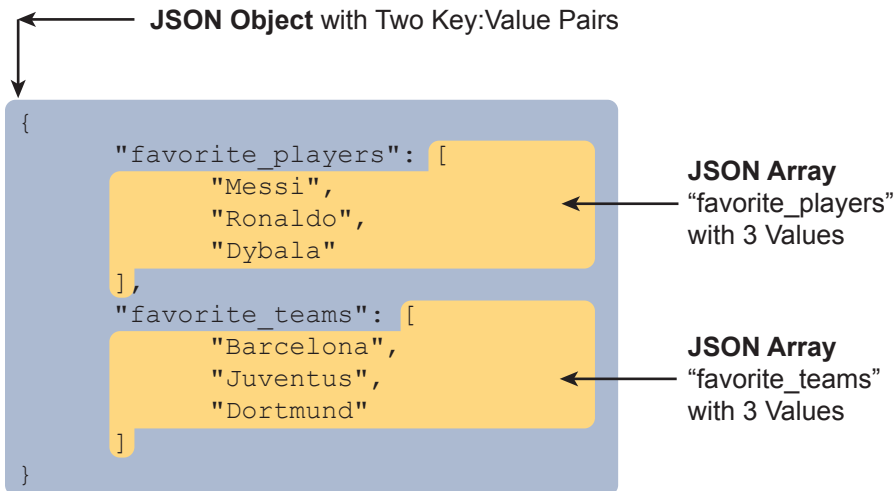 JSON Object with Two Key:Value Pairs
{
"favorite_players": [
"Messi",
"Ronaldo",
"Dybala"
],
JSON Array
“favorite_players”
with 3 Values
"favorite_teams": [
"Barcelona",
"Juventus",
"Dortmund"
]
JSON Array
“favorite_teams”
with 3 Values
}